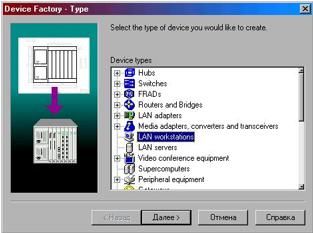 Device Factory - Type
Select the type of device you would like to create.
Device types
Hubs
Switches
FRADs
Routers and Bridges
LAN adapters
Media adapters, converters and transceivers
LAN workstations
LAN servers
Video conference equipment
Supercomputers
Peripheral equipment
Gateways
< Назад
Далее >
Отмена
Справка